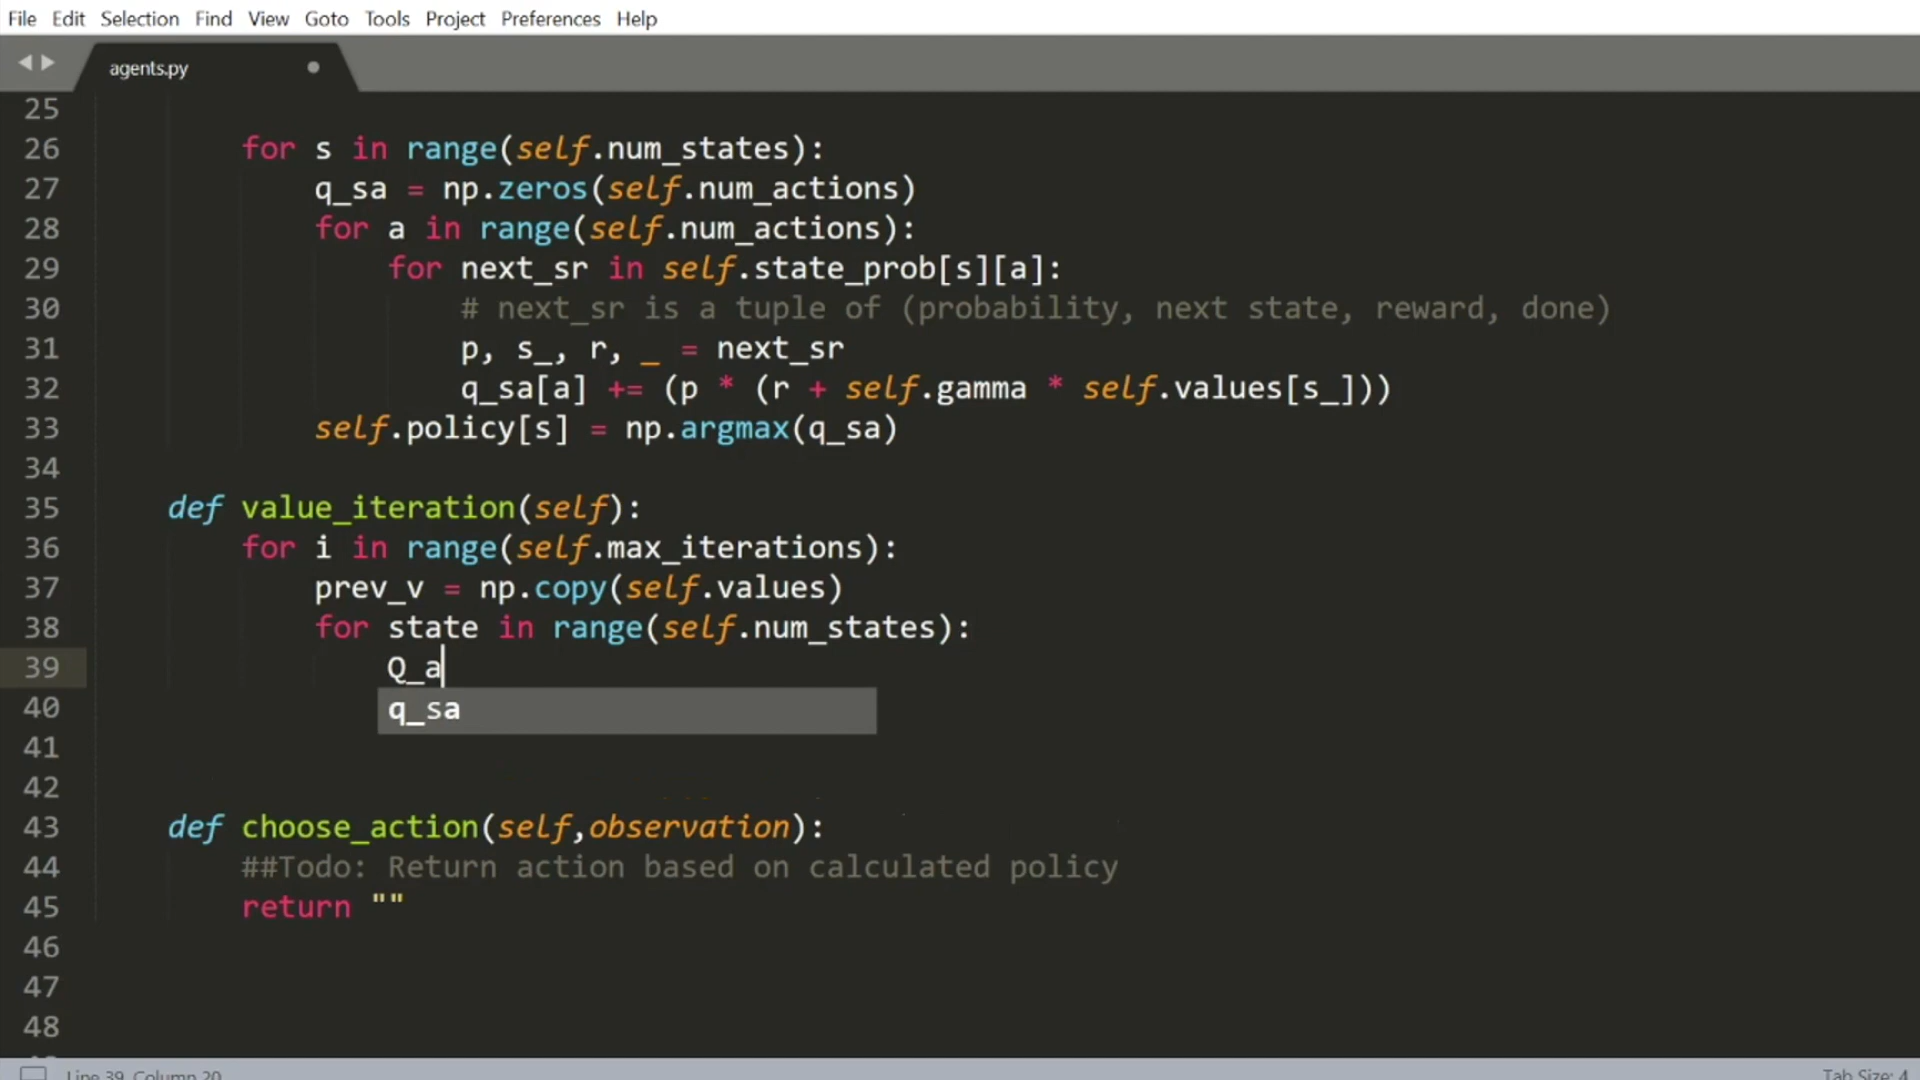 File Edit Selection Find View Goto Tools Project Preferences Help
agents.py
25
26 for s in range(self.num_states):
27 q_sa = np.zeros(self.num_actions)
28 for a in range(self.num_actions):
29 for next_sr in self.state_prob[s][a]:
30 # next_sr is a tuple of (probability, next state, reward, done)
31 p, s_, r, _ = next_sr
32 q_sa[a] += (p * (r + self.gamma * self.values[s_]))
33 self.policy[s] = np.argmax(q_sa)
34
35 def value_iteration(self):
36 for i in range(self.max_iterations):
37 prev_v = np.copy(self.values)
38 for state in range(self.num_states):
39 Q_a
40 q_sa
41
42
43 def choose_action(self,observation):
44 ##Todo: Return action based on calculated policy
45 return ""
46
47
48
Line 39, Column 20 Tab Size: 4